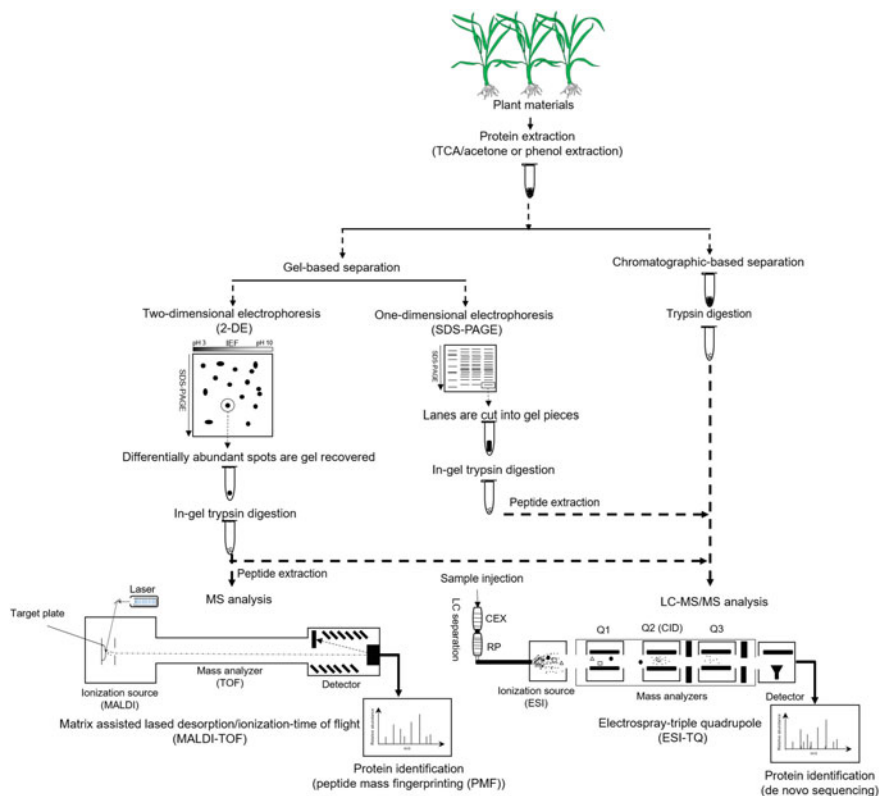 Plant materials
Protein extraction
(TCA/acetone or phenol extraction)
Gel-based separation
Chromatographic-based separation
Two-dimensional electrophoresis
(2-DE)
One-dimensional electrophoresis
(SDS-PAGE)
Trypsin digestion
pH 3 IEF pH 10
SDS-PAGE
SDS-PAGE
Lanes are cut into gel pieces
Differentially abundant spots are gel recovered
In-gel trypsin digestion
Peptide extraction
In-gel trypsin digestion
Peptide extraction
MS analysis
Sample injection
LC-MS/MS analysis
Laser
Target plate
LC separation
CEX
RP
Q1
Q2 (CID)
Q3
Mass analyzer
(TOF)
Detector
Ionization source
(MALDI)
Ionization source
(ESI)
Mass analyzers
Detector
Matrix assisted lased desorption/ionization-time of flight
(MALDI-TOF)
Electrospray-triple quadrupole
(ESI-TQ)
Relative abundance
m/z
Relative abundance
m/z
Protein identification
(peptide mass fingerprinting (PMF))
Protein identification
(de novo sequencing)